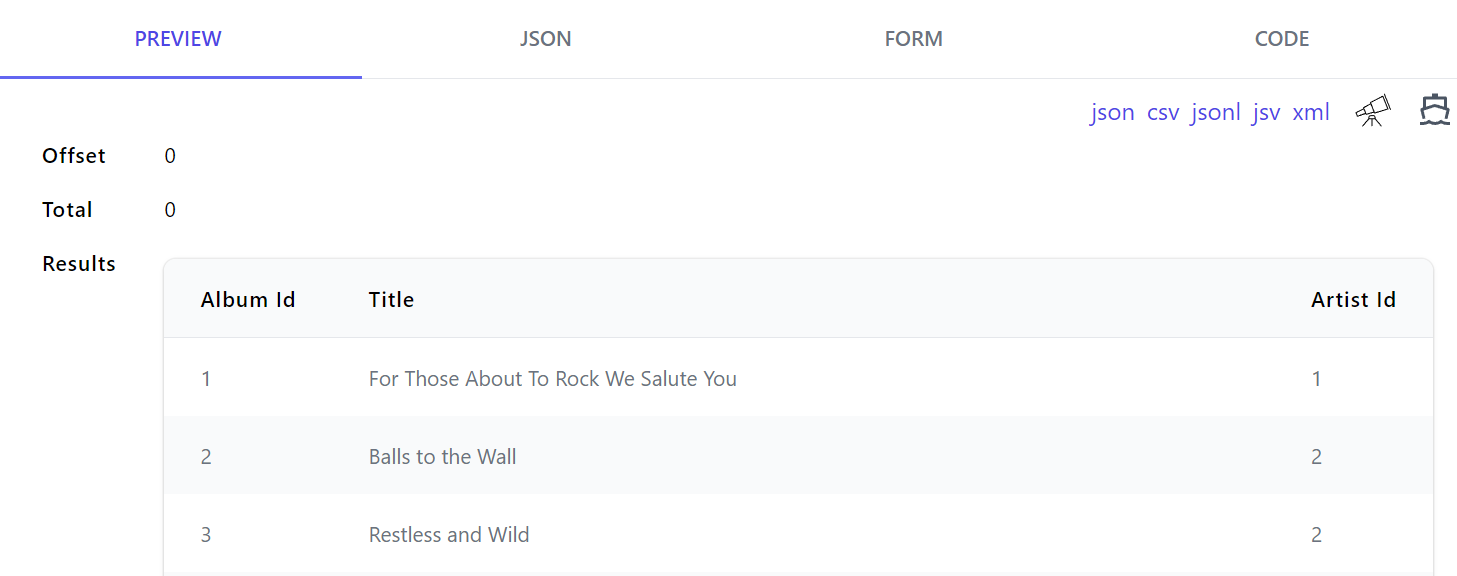 PREVIEW JSON FORM CODE
json csv jsonl jsv xml
Offset 0
Total 0
Results
Album Id Title Artist Id
1 For Those About To Rock We Salute You 1
2 Balls to the Wall 2
3 Restless and Wild 2